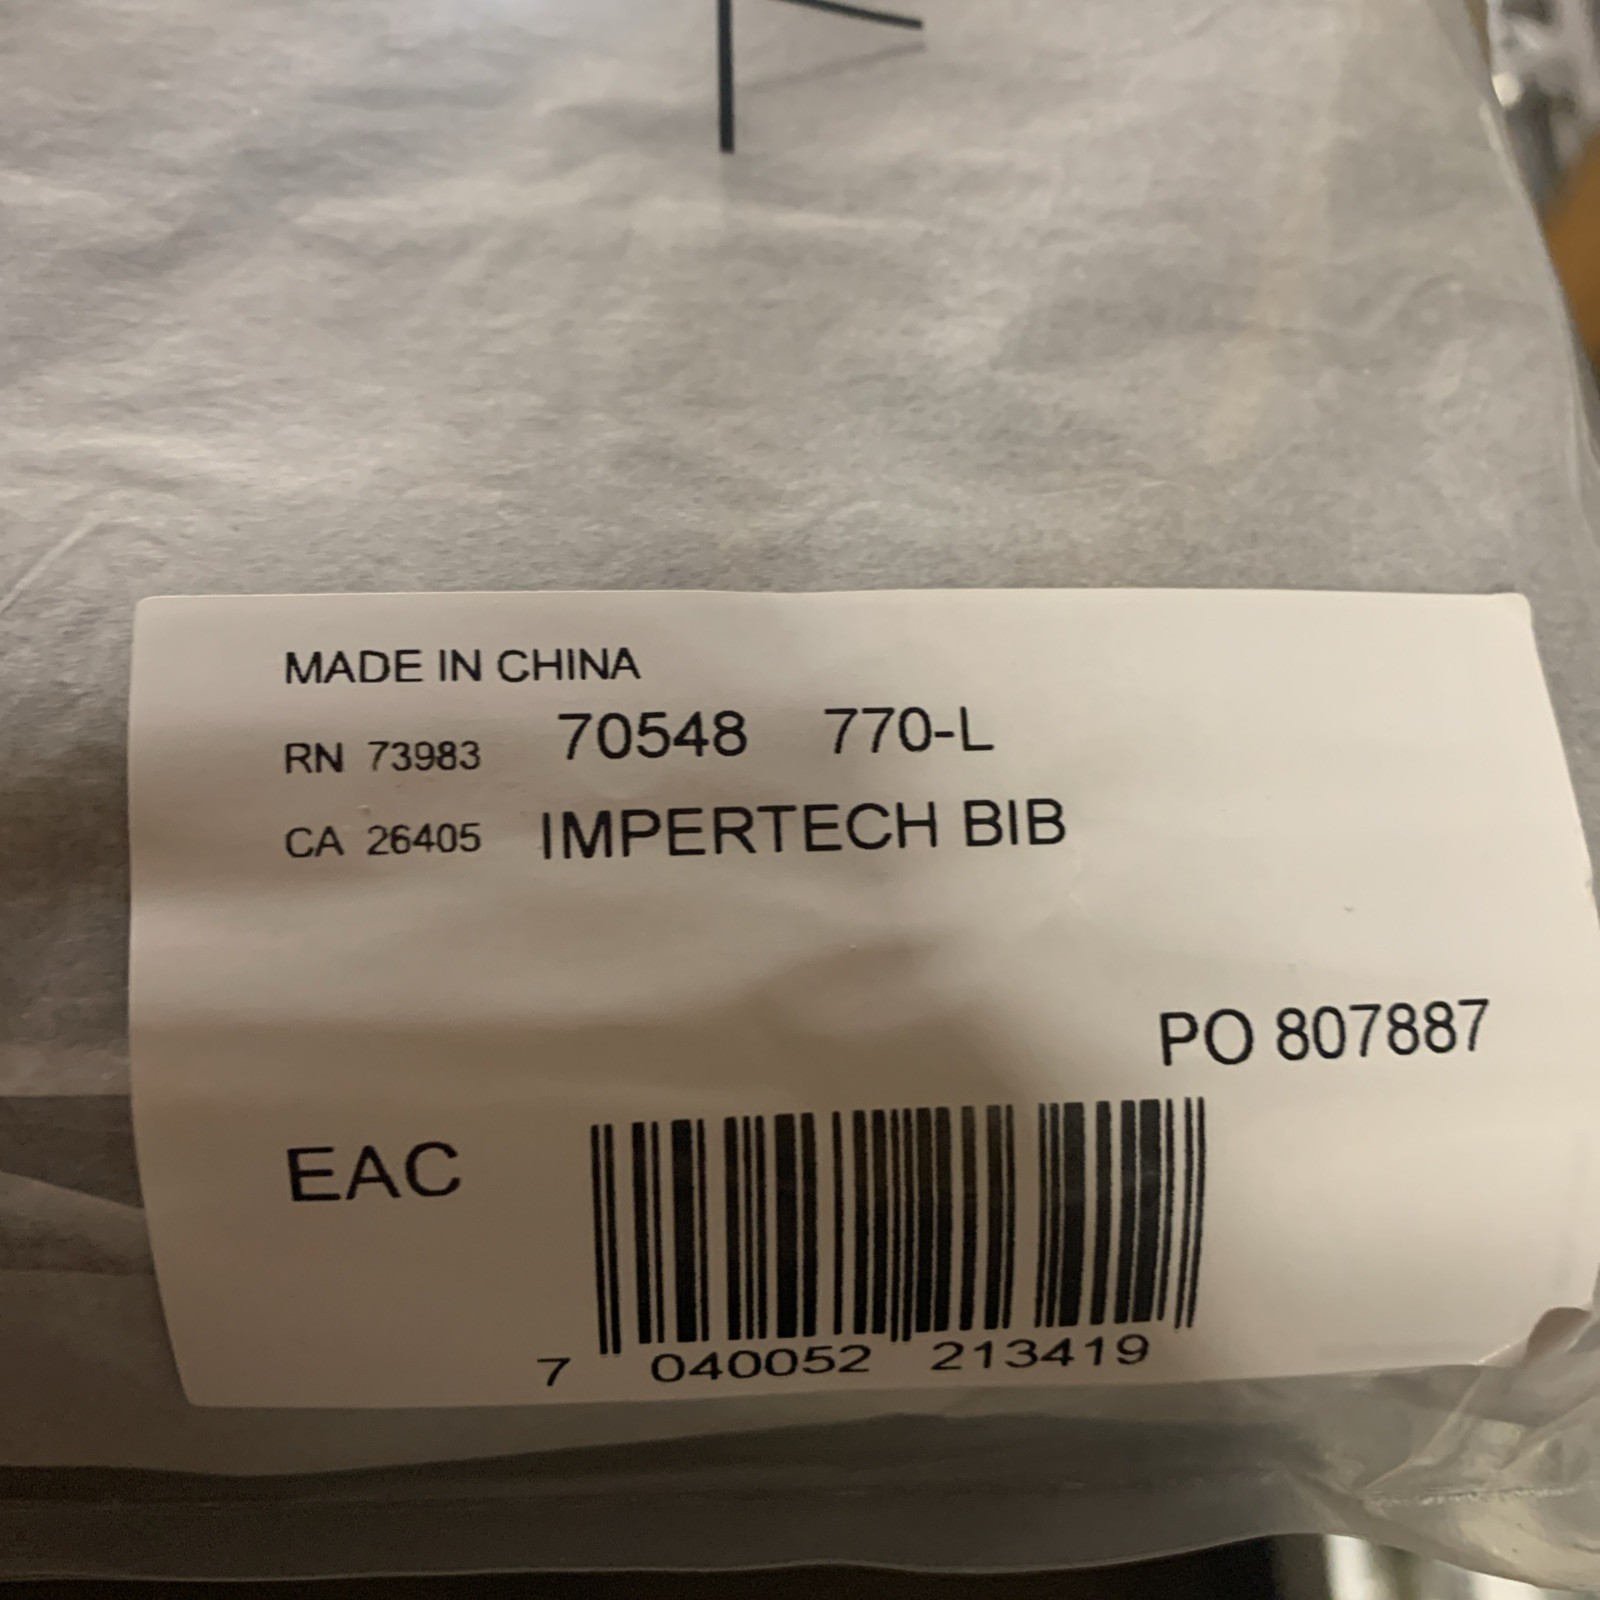 MADE IN CHINA
RN 73983 70548 770-L
CA 26405 IMPERTECH BIB
PO 807887
EAC
7 040052 213419